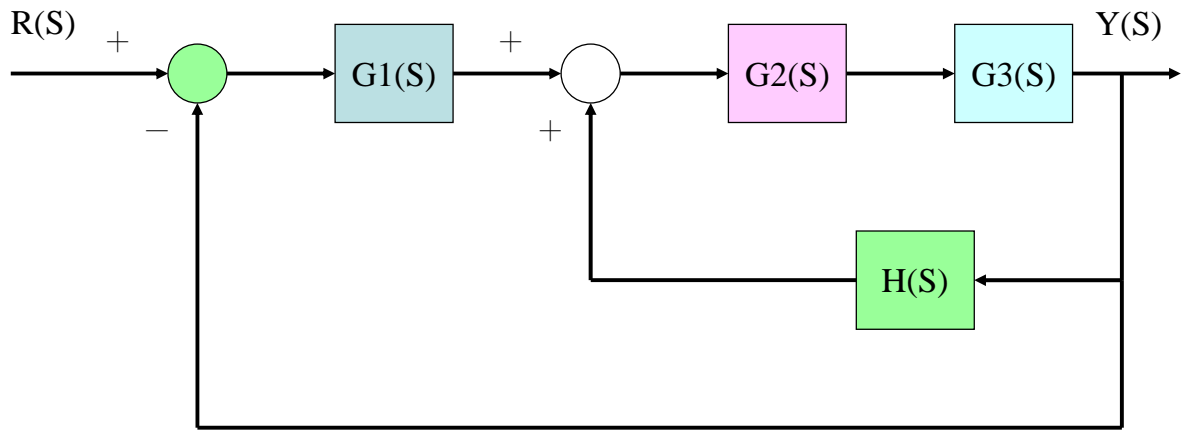 R(S)
Y(S)
+
+
G1(S)
G2(S)
G3(S)
−
+
H(S)